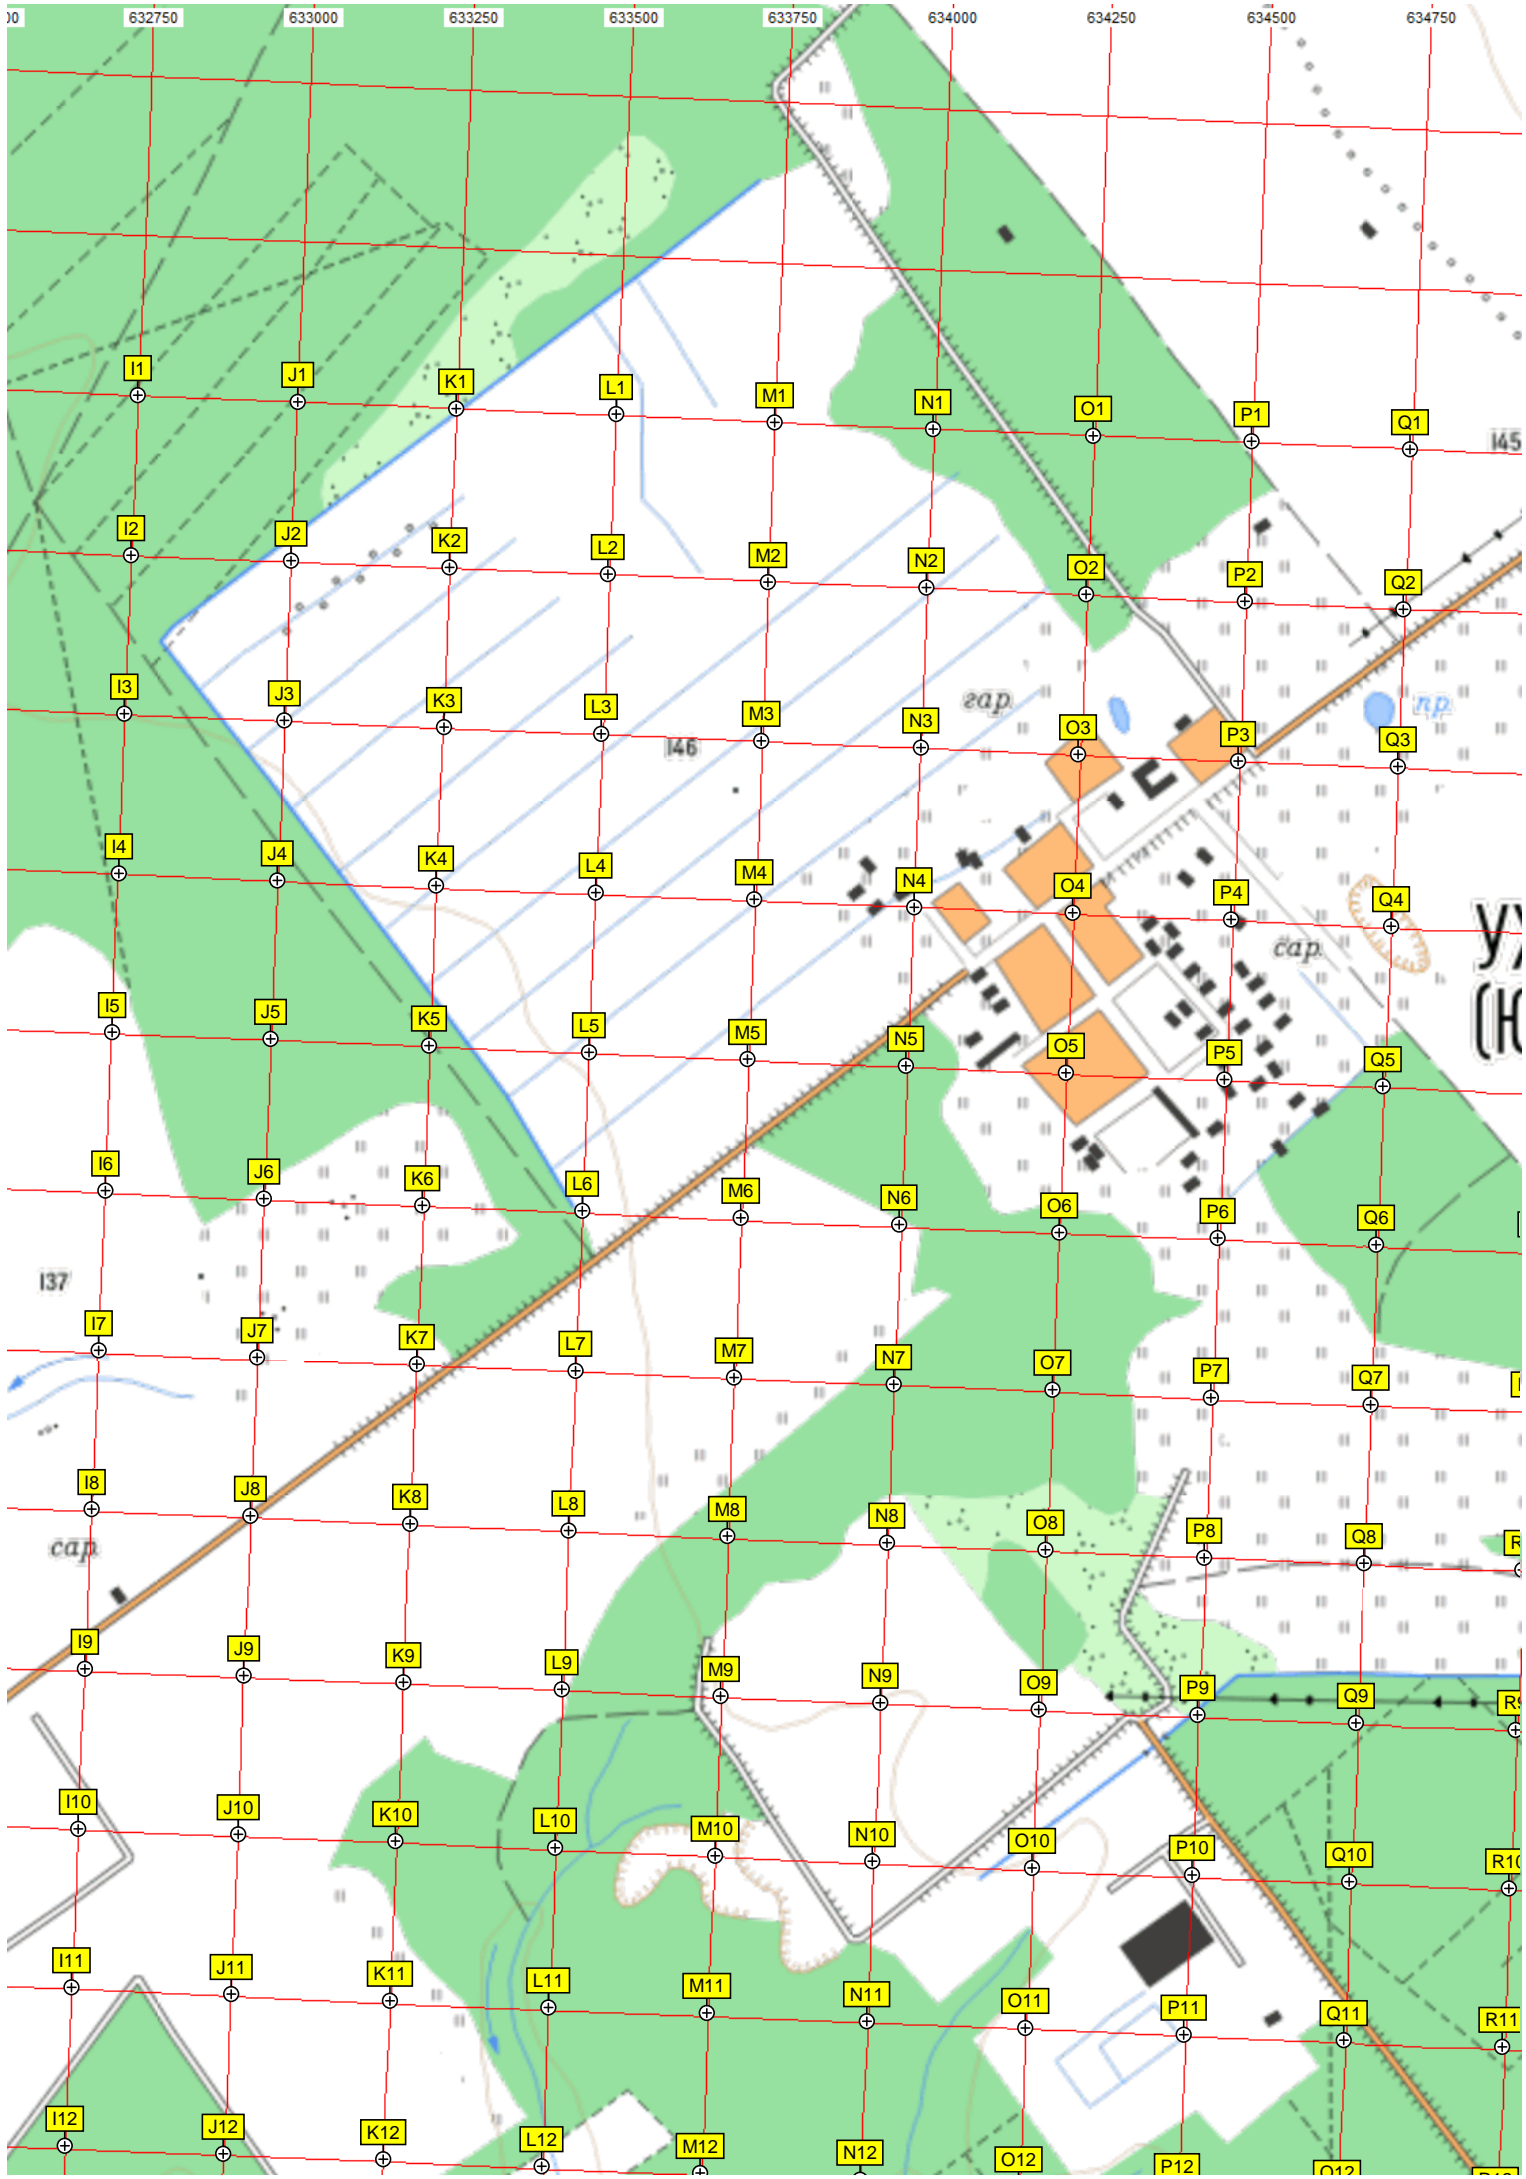 632750 633000 633250 633500 633750 634000 634250 634500 634750
I1 J1 K1 L1 M1 N1 O1 P1 Q1
I2 J2 K2 L2 M2 N2 O2 P2 Q2
I3 J3 K3 L3 M3 N3 O3 P3 Q3
гар.
пр.
146
I4 J4 K4 L4 M4 N4 O4 P4 Q4
сар.
I5 J5 K5 L5 M5 N5 O5 P5 Q5
I6 J6 K6 L6 M6 N6 O6 P6 Q6
137
I7 J7 K7 L7 M7 N7 O7 P7 Q7
I8 J8 K8 L8 M8 N8 O8 P8 Q8
сар.
I9 J9 K9 L9 M9 N9 O9 P9 Q9 R9
I10 J10 K10 L10 M10 N10 O10 P10 Q10 R10
I11 J11 K11 L11 M11 N11 O11 P11 Q11 R11
I12 J12 K12 L12 M12 N12 O12 P12 Q12